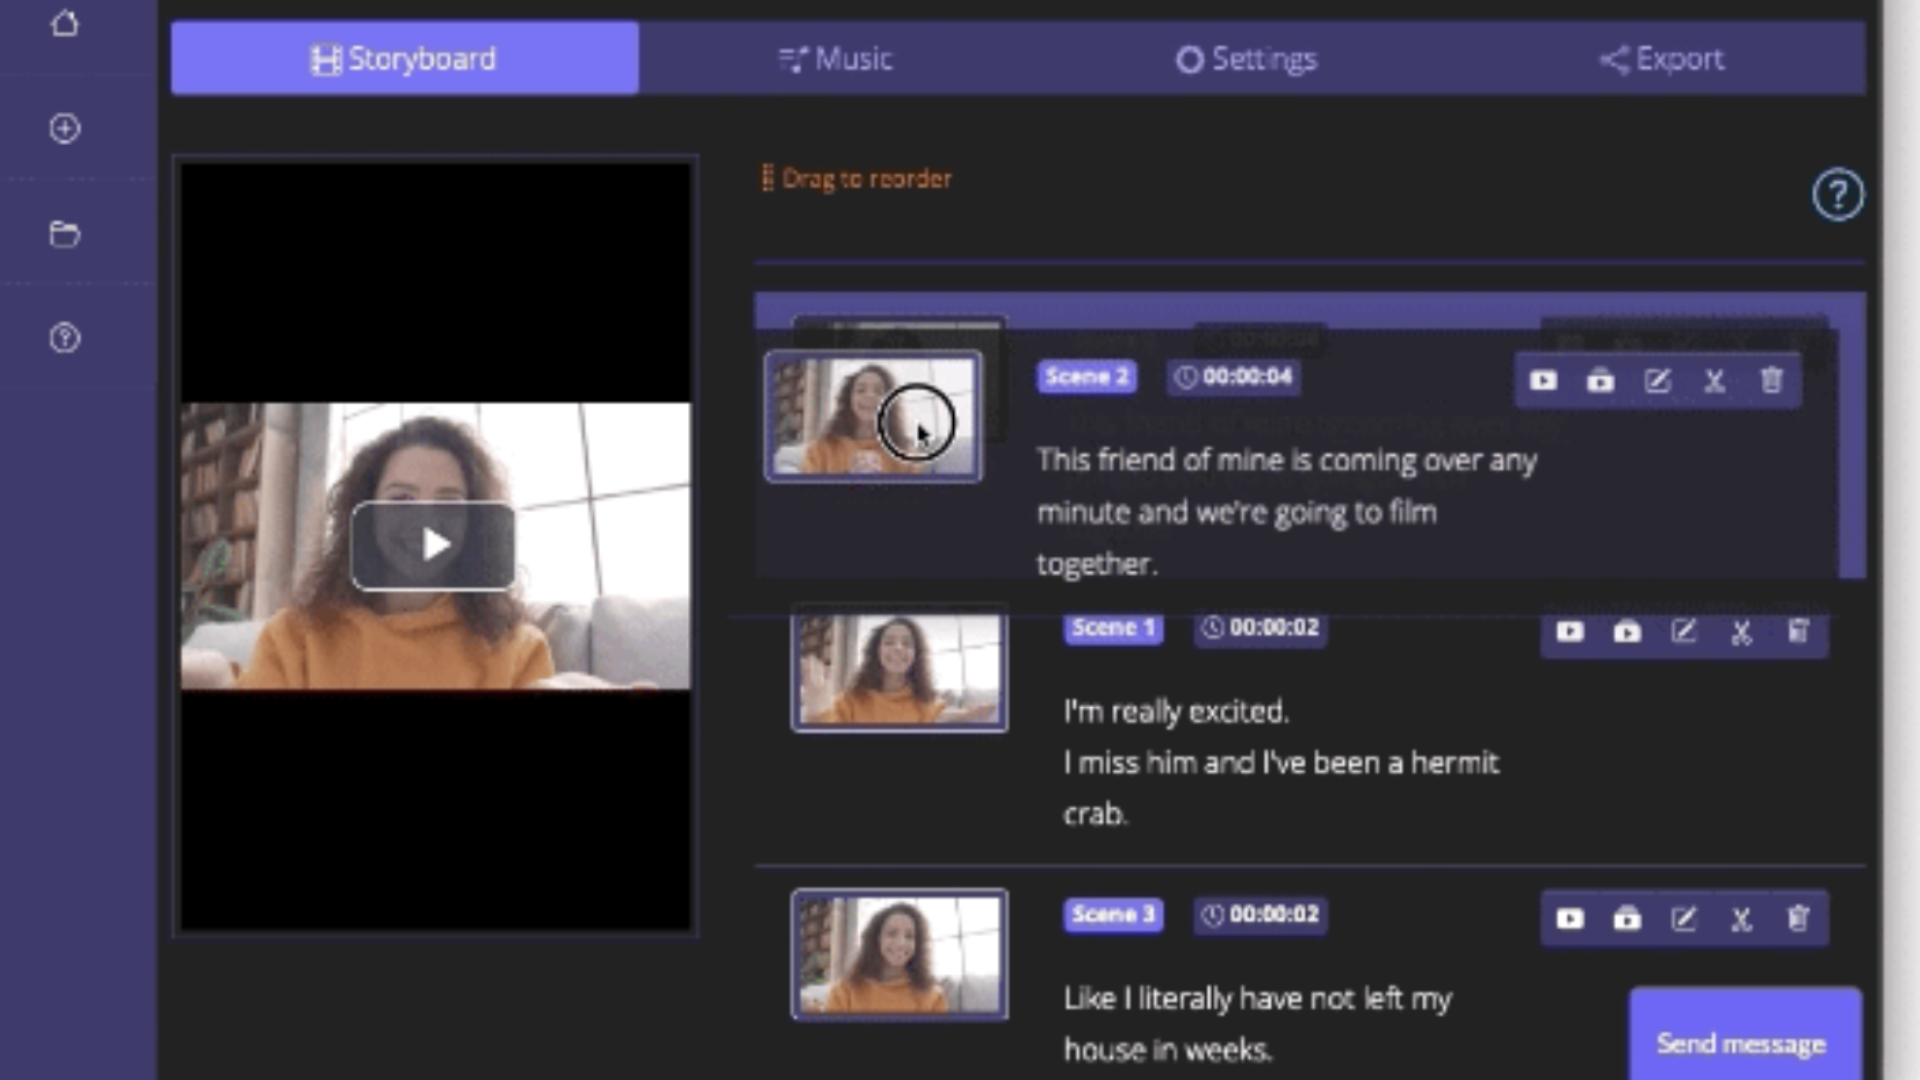 Storyboard
Music
Settings
Export
Drag to reorder
?
Scene 2
00:00:04
This friend of mine is coming over any
minute and we're going to film
together.
Scene 1
00:00:02
I'm really excited.
I miss him and I've been a hermit
crab.
Scene 3
00:00:02
Like I literally have not left my
house in weeks.
Send message